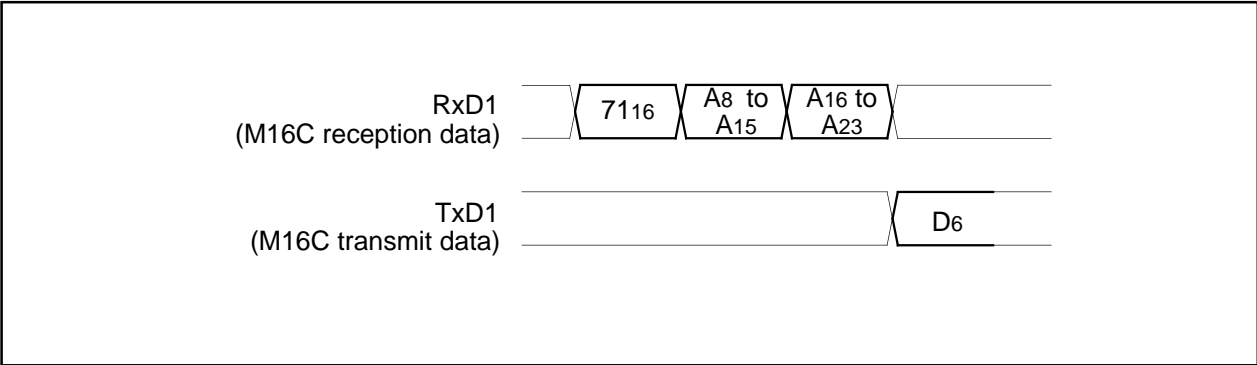 RxD1
(M16C reception data)
7116
A8 to
A15
A16 to
A23
TxD1
(M16C transmit data)
D6